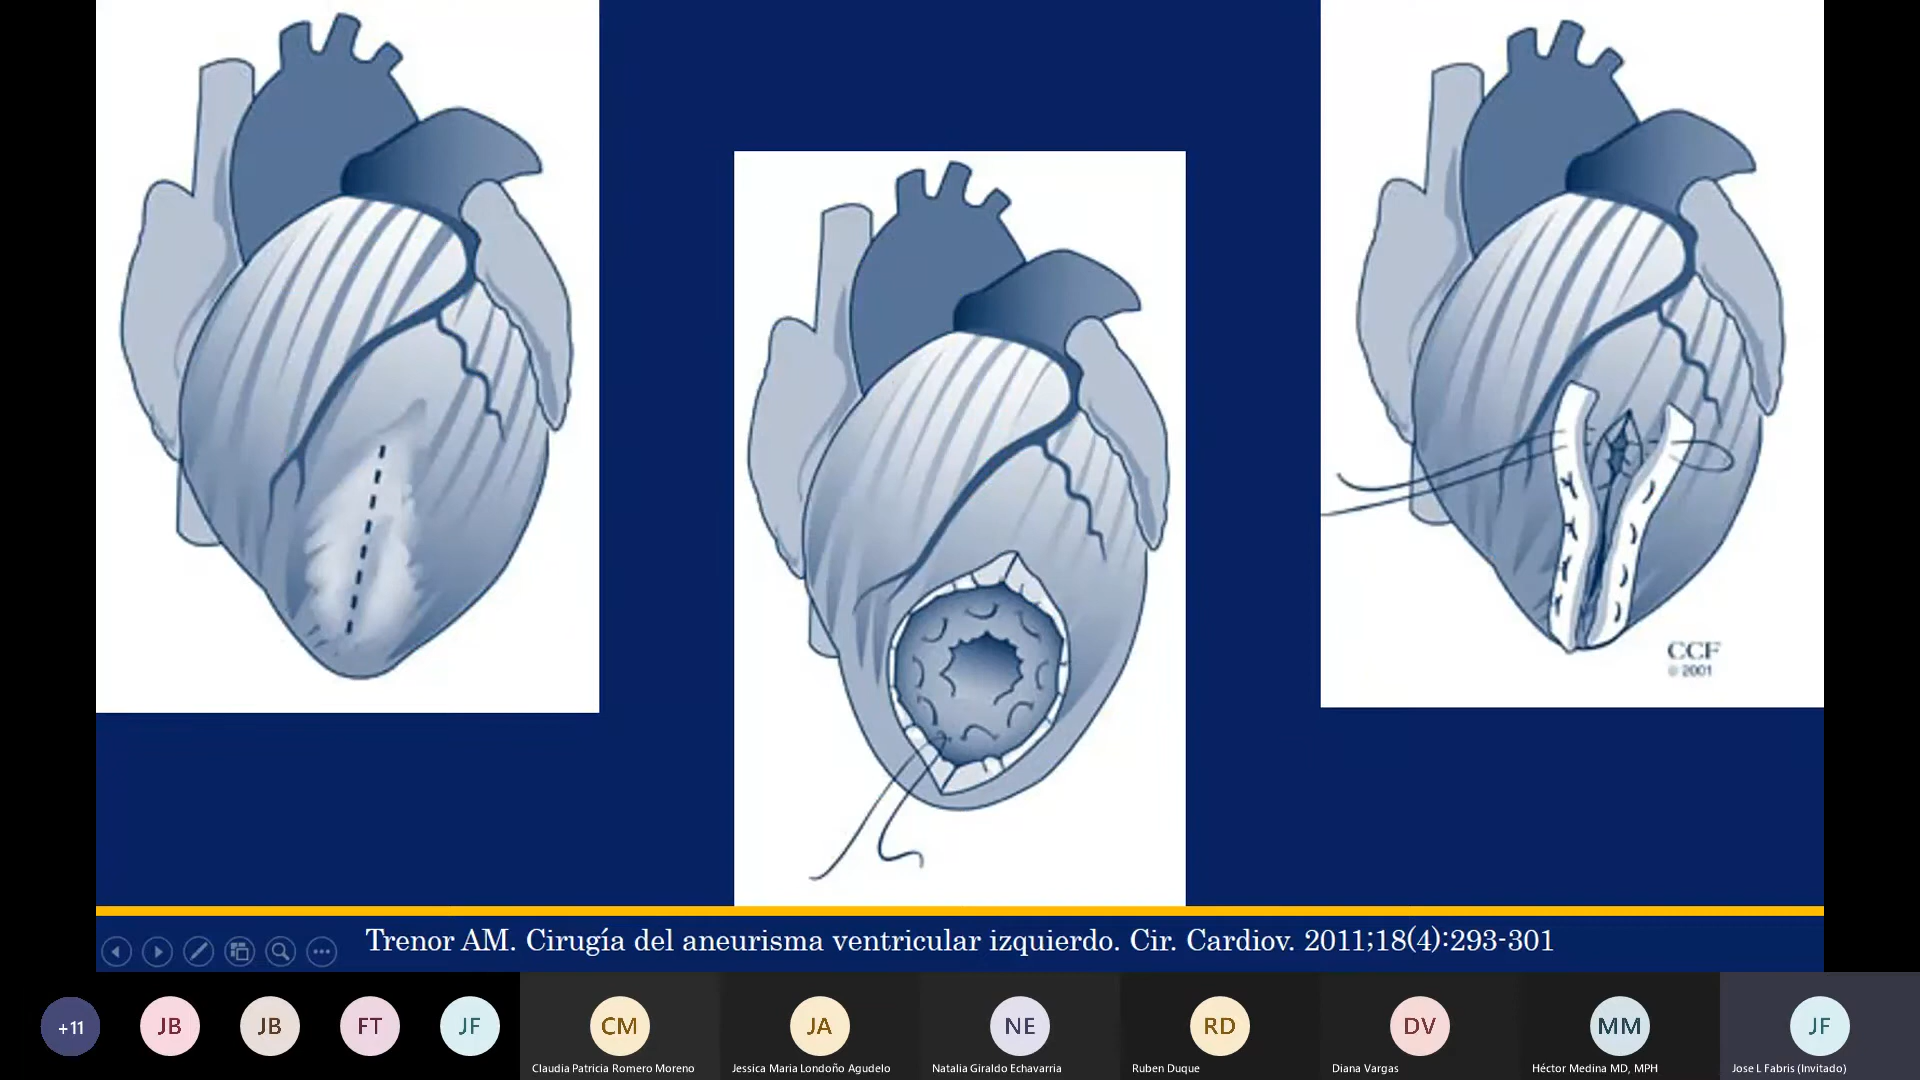 CCF
© 2001
Trenor AM. Cirugía del aneurisma ventricular izquierdo. Cir. Cardiov. 2011;18(4):293-301
+11
JB
JB
FT
JF
CM
JA
NE
RD
DV
MM
JF
Claudia Patricia Romero Moreno
Jessica Maria Londoño Agudelo
Natalia Giraldo Echavarria
Ruben Duque
Diana Vargas
Héctor Medina MD, MPH
Jose L Fabris (Invitado)